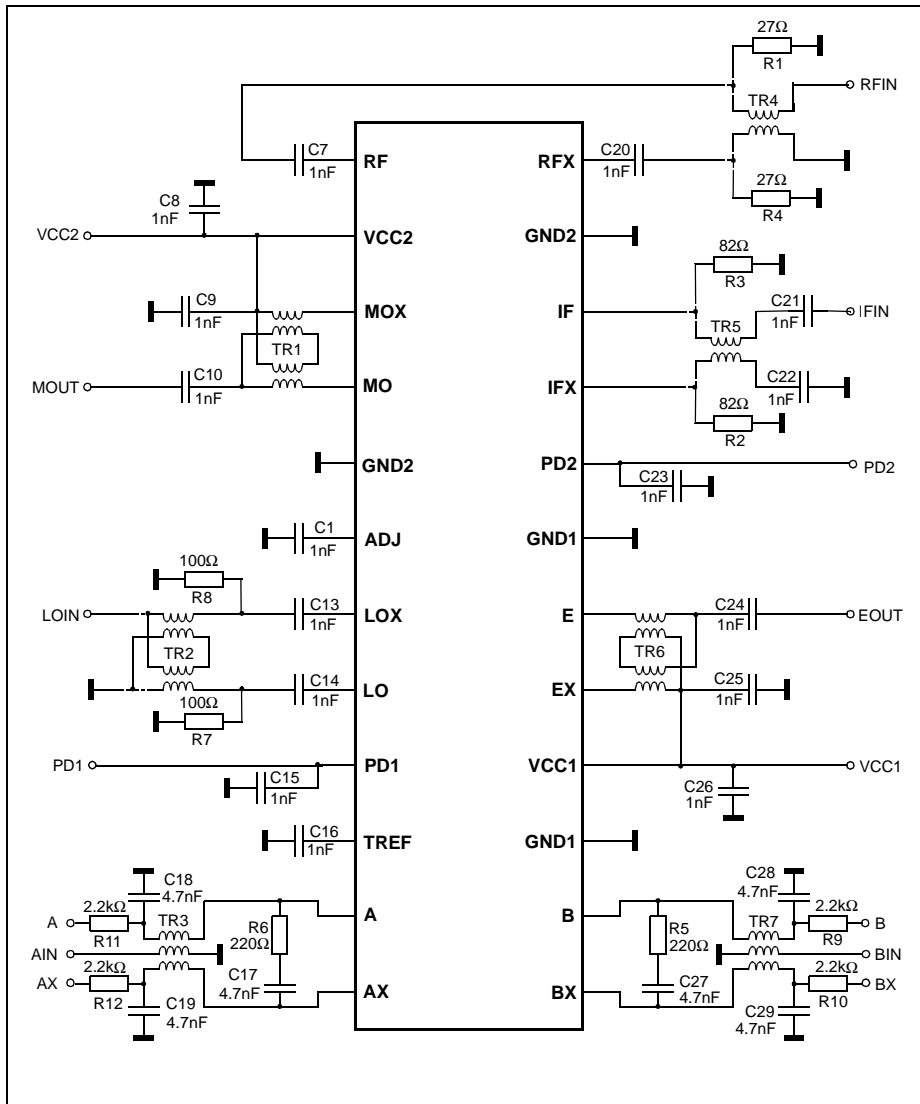 27Ω
R1
RFIN
TR4
C7
1nF
RF
RFX
C20
1nF
27Ω
R4
C8
1nF
VCC2
VCC2
GND2
82Ω
R3
C9
1nF
MOX
IF
C21
1nF
IFIN
TR1
TR5
MOUT
C10
1nF
MO
IFX
C22
1nF
82Ω
R2
GND2
PD2
PD2
C23
1nF
C1
1nF
ADJ
GND1
100Ω
R8
LOIN
C13
1nF
LOX
E
C24
1nF
EOUT
TR2
TR6
C14
1nF
LO
EX
C25
1nF
100Ω
R7
PD1
PD1
VCC1
VCC1
C15
1nF
C26
1nF
C16
1nF
TREF
GND1
C18
4.7nF
C28
4.7nF
A
2.2kΩ
R11
TR3
R6
220Ω
A
B
R5
220Ω
TR7
2.2kΩ
R9
B
AIN
BIN
AX
2.2kΩ
R12
C19
4.7nF
C17
4.7nF
AX
BX
C27
4.7nF
C29
4.7nF
2.2kΩ
R10
BX